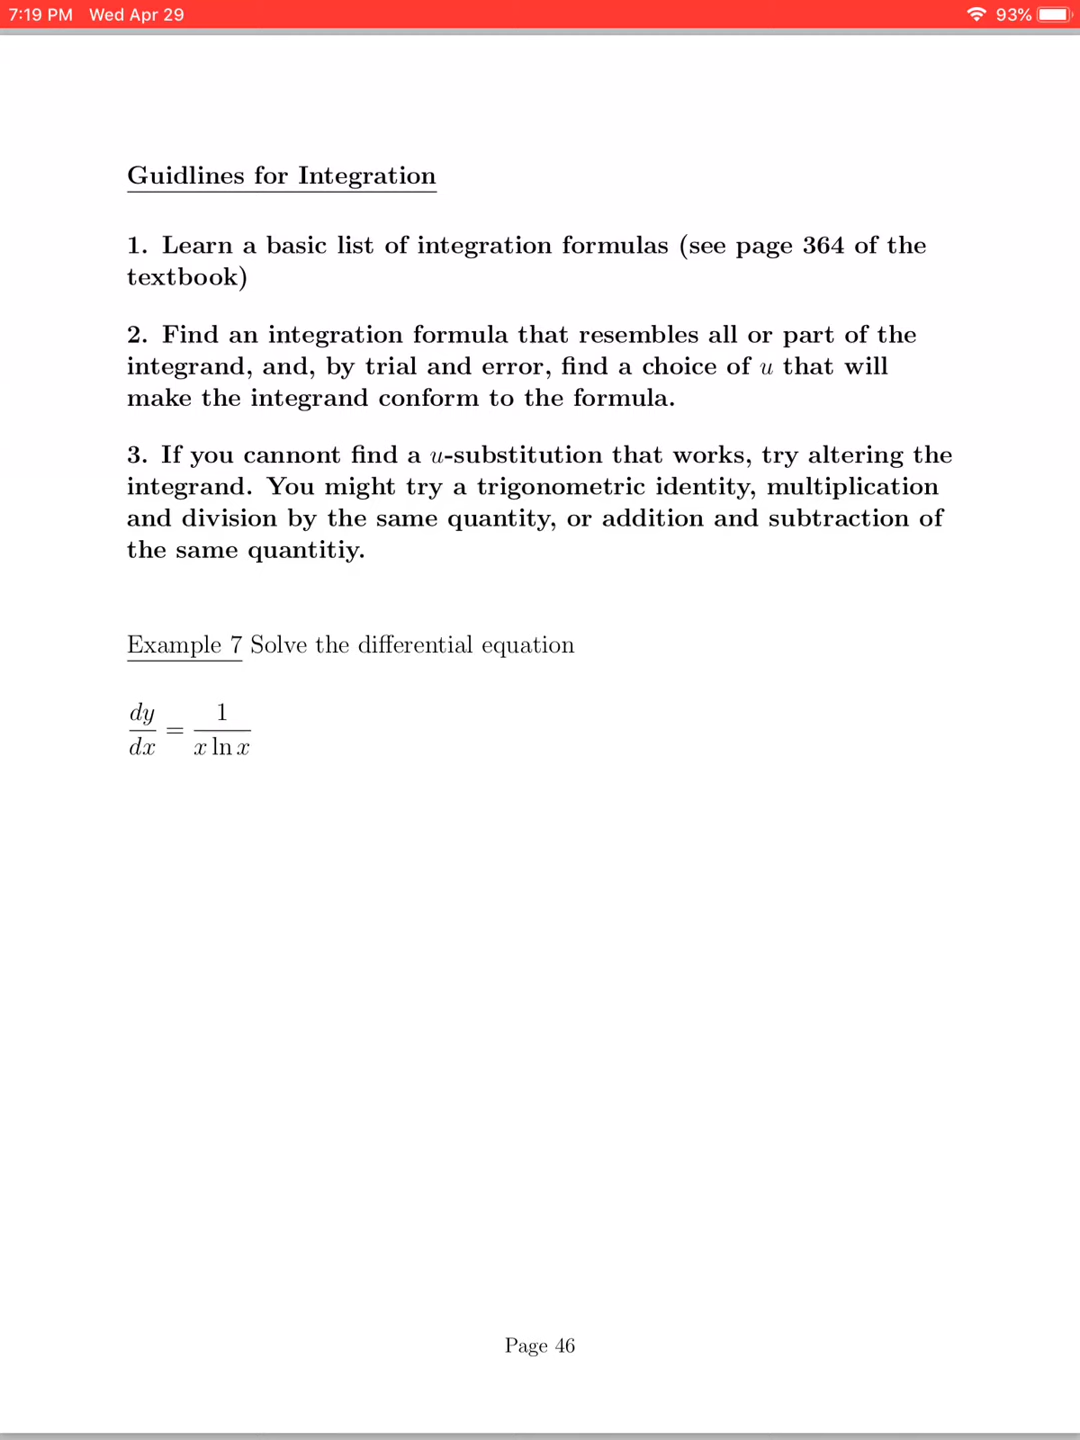 7:19 PM Wed Apr 29 93%
Guidlines for Integration
1. Learn a basic list of integration formulas (see page 364 of the
textbook)
2. Find an integration formula that resembles all or part of the
integrand, and, by trial and error, find a choice of u that will
make the integrand conform to the formula.
3. If you cannont find a u-substitution that works, try altering the
integrand. You might try a trigonometric identity, multiplication
and division by the same quantity, or addition and subtraction of
the same quantitiy.
Example 7 Solve the differential equation
dy/dx = 1/(x ln x)
Page 46